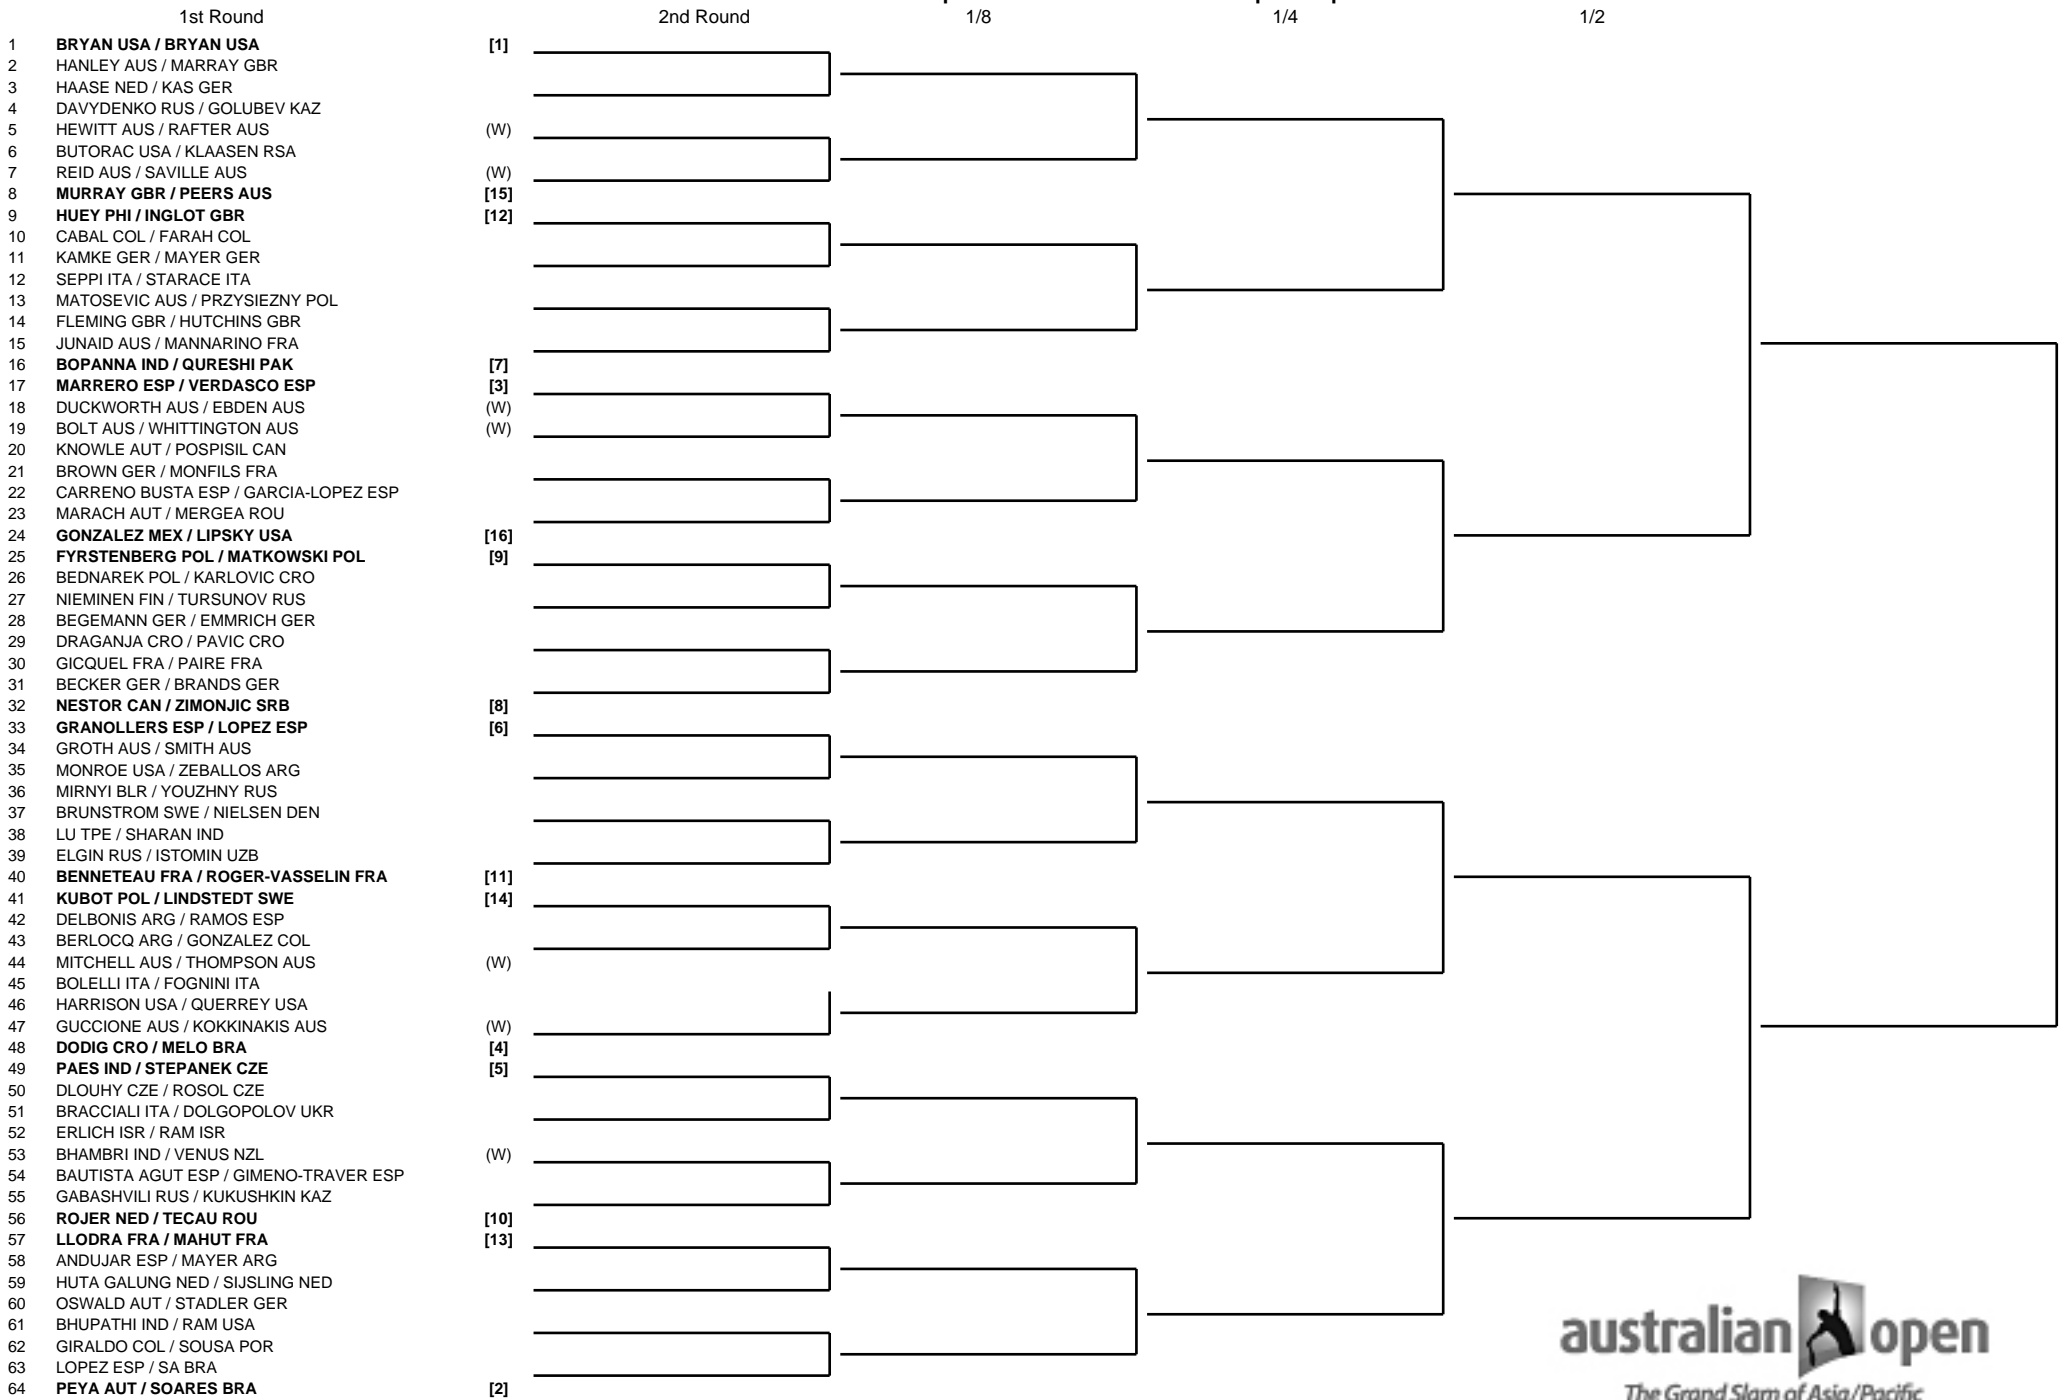 1st Round 2nd Round 1/8 1/4 1/2
1 BRYAN USA / BRYAN USA [1]
2 HANLEY AUS / MARRAY GBR
3 HAASE NED / KAS GER
4 DAVYDENKO RUS / GOLUBEV KAZ
5 HEWITT AUS / RAFTER AUS (W)
6 BUTORAC USA / KLAASEN RSA
7 REID AUS / SAVILLE AUS (W)
8 MURRAY GBR / PEERS AUS [15]
9 HUEY PHI / INGLOT GBR [12]
10 CABAL COL / FARAH COL
11 KAMKE GER / MAYER GER
12 SEPPI ITA / STARACE ITA
13 MATOSEVIC AUS / PRZYSIEZNY POL
14 FLEMING GBR / HUTCHINS GBR
15 JUNAID AUS / MANNARINO FRA
16 BOPANNA IND / QURESHI PAK [7]
17 MARRERO ESP / VERDASCO ESP [3]
18 DUCKWORTH AUS / EBDEN AUS (W)
19 BOLT AUS / WHITTINGTON AUS (W)
20 KNOWLE AUT / POSPISIL CAN
21 BROWN GER / MONFILS FRA
22 CARRENO BUSTA ESP / GARCIA-LOPEZ ESP
23 MARACH AUT / MERGEA ROU
24 GONZALEZ MEX / LIPSKY USA [16]
25 FYRSTENBERG POL / MATKOWSKI POL [9]
26 BEDNAREK POL / KARLOVIC CRO
27 NIEMINEN FIN / TURSUNOV RUS
28 BEGEMANN GER / EMMRICH GER
29 DRAGANJA CRO / PAVIC CRO
30 GICQUEL FRA / PAIRE FRA
31 BECKER GER / BRANDS GER
32 NESTOR CAN / ZIMONJIC SRB [8]
33 GRANOLLERS ESP / LOPEZ ESP [6]
34 GROTH AUS / SMITH AUS
35 MONROE USA / ZEBALLOS ARG
36 MIRNYI BLR / YOUZHNY RUS
37 BRUNSTROM SWE / NIELSEN DEN
38 LU TPE / SHARAN IND
39 ELGIN RUS / ISTOMIN UZB
40 BENNETEAU FRA / ROGER-VASSELIN FRA [11]
41 KUBOT POL / LINDSTEDT SWE [14]
42 DELBONIS ARG / RAMOS ESP
43 BERLOCQ ARG / GONZALEZ COL
44 MITCHELL AUS / THOMPSON AUS (W)
45 BOLELLI ITA / FOGNINI ITA
46 HARRISON USA / QUERREY USA
47 GUCCIONE AUS / KOKKINAKIS AUS (W)
48 DODIG CRO / MELO BRA [4]
49 PAES IND / STEPANEK CZE [5]
50 DLOUHY CZE / ROSOL CZE
51 BRACCIALI ITA / DOLGOPOLOV UKR
52 ERLICH ISR / RAM ISR
53 BHAMBRI IND / VENUS NZL (W)
54 BAUTISTA AGUT ESP / GIMENO-TRAVER ESP
55 GABASHVILI RUS / KUKUSHKIN KAZ
56 ROJER NED / TECAU ROU [10]
57 LLODRA FRA / MAHUT FRA [13]
58 ANDUJAR ESP / MAYER ARG
59 HUTA GALUNG NED / SIJSLING NED
60 OSWALD AUT / STADLER GER
61 BHUPATHI IND / RAM USA
62 GIRALDO COL / SOUSA POR
63 LOPEZ ESP / SA BRA
64 PEYA AUT / SOARES BRA [2]
australian open
The Grand Slam of Asia/Pacific